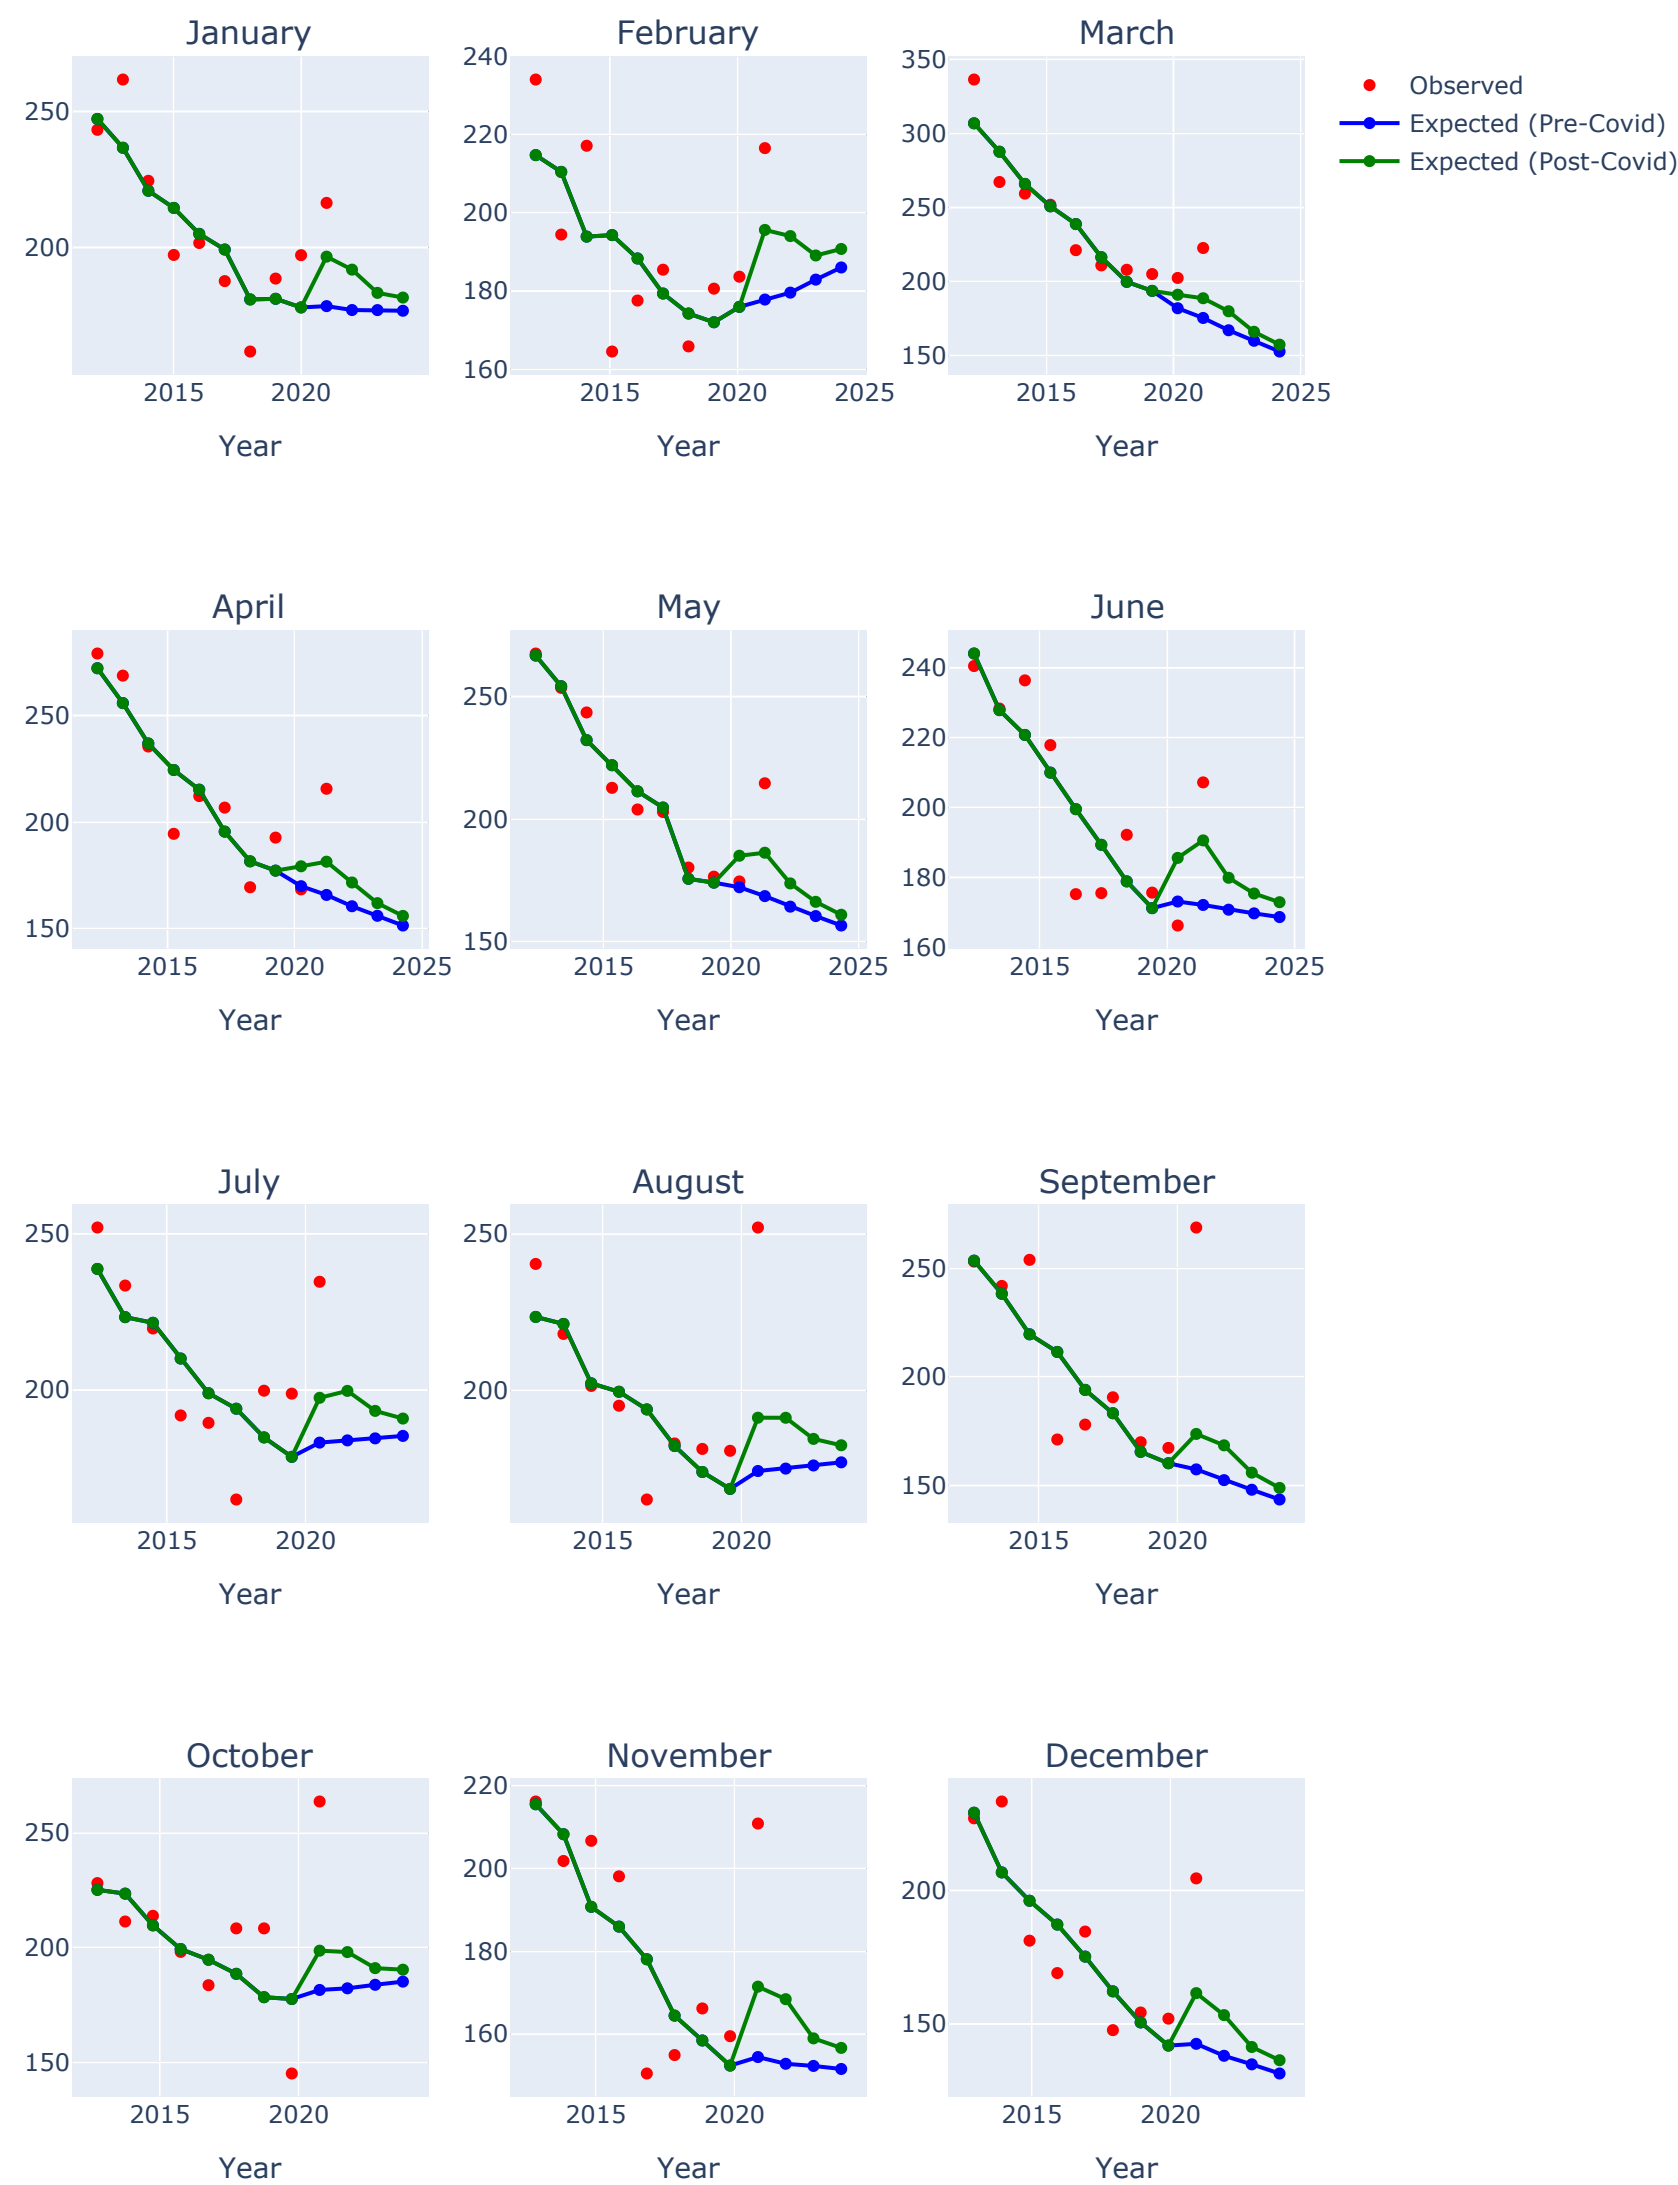 January
February
March
250
200
2015
2020
Year
240
220
200
180
160
2015
2020
2025
Year
350
300
250
200
150
2015
2020
2025
Year
Observed
Expected (Pre-Covid)
Expected (Post-Covid)
April
May
June
250
200
150
2015
2020
2025
Year
250
200
150
2015
2020
2025
Year
240
220
200
180
160
2015
2020
2025
Year
July
August
September
250
200
2015
2020
Year
250
200
2015
2020
Year
250
200
150
2015
2020
Year
October
November
December
250
200
150
2015
2020
Year
220
200
180
160
2015
2020
Year
200
150
2015
2020
Year